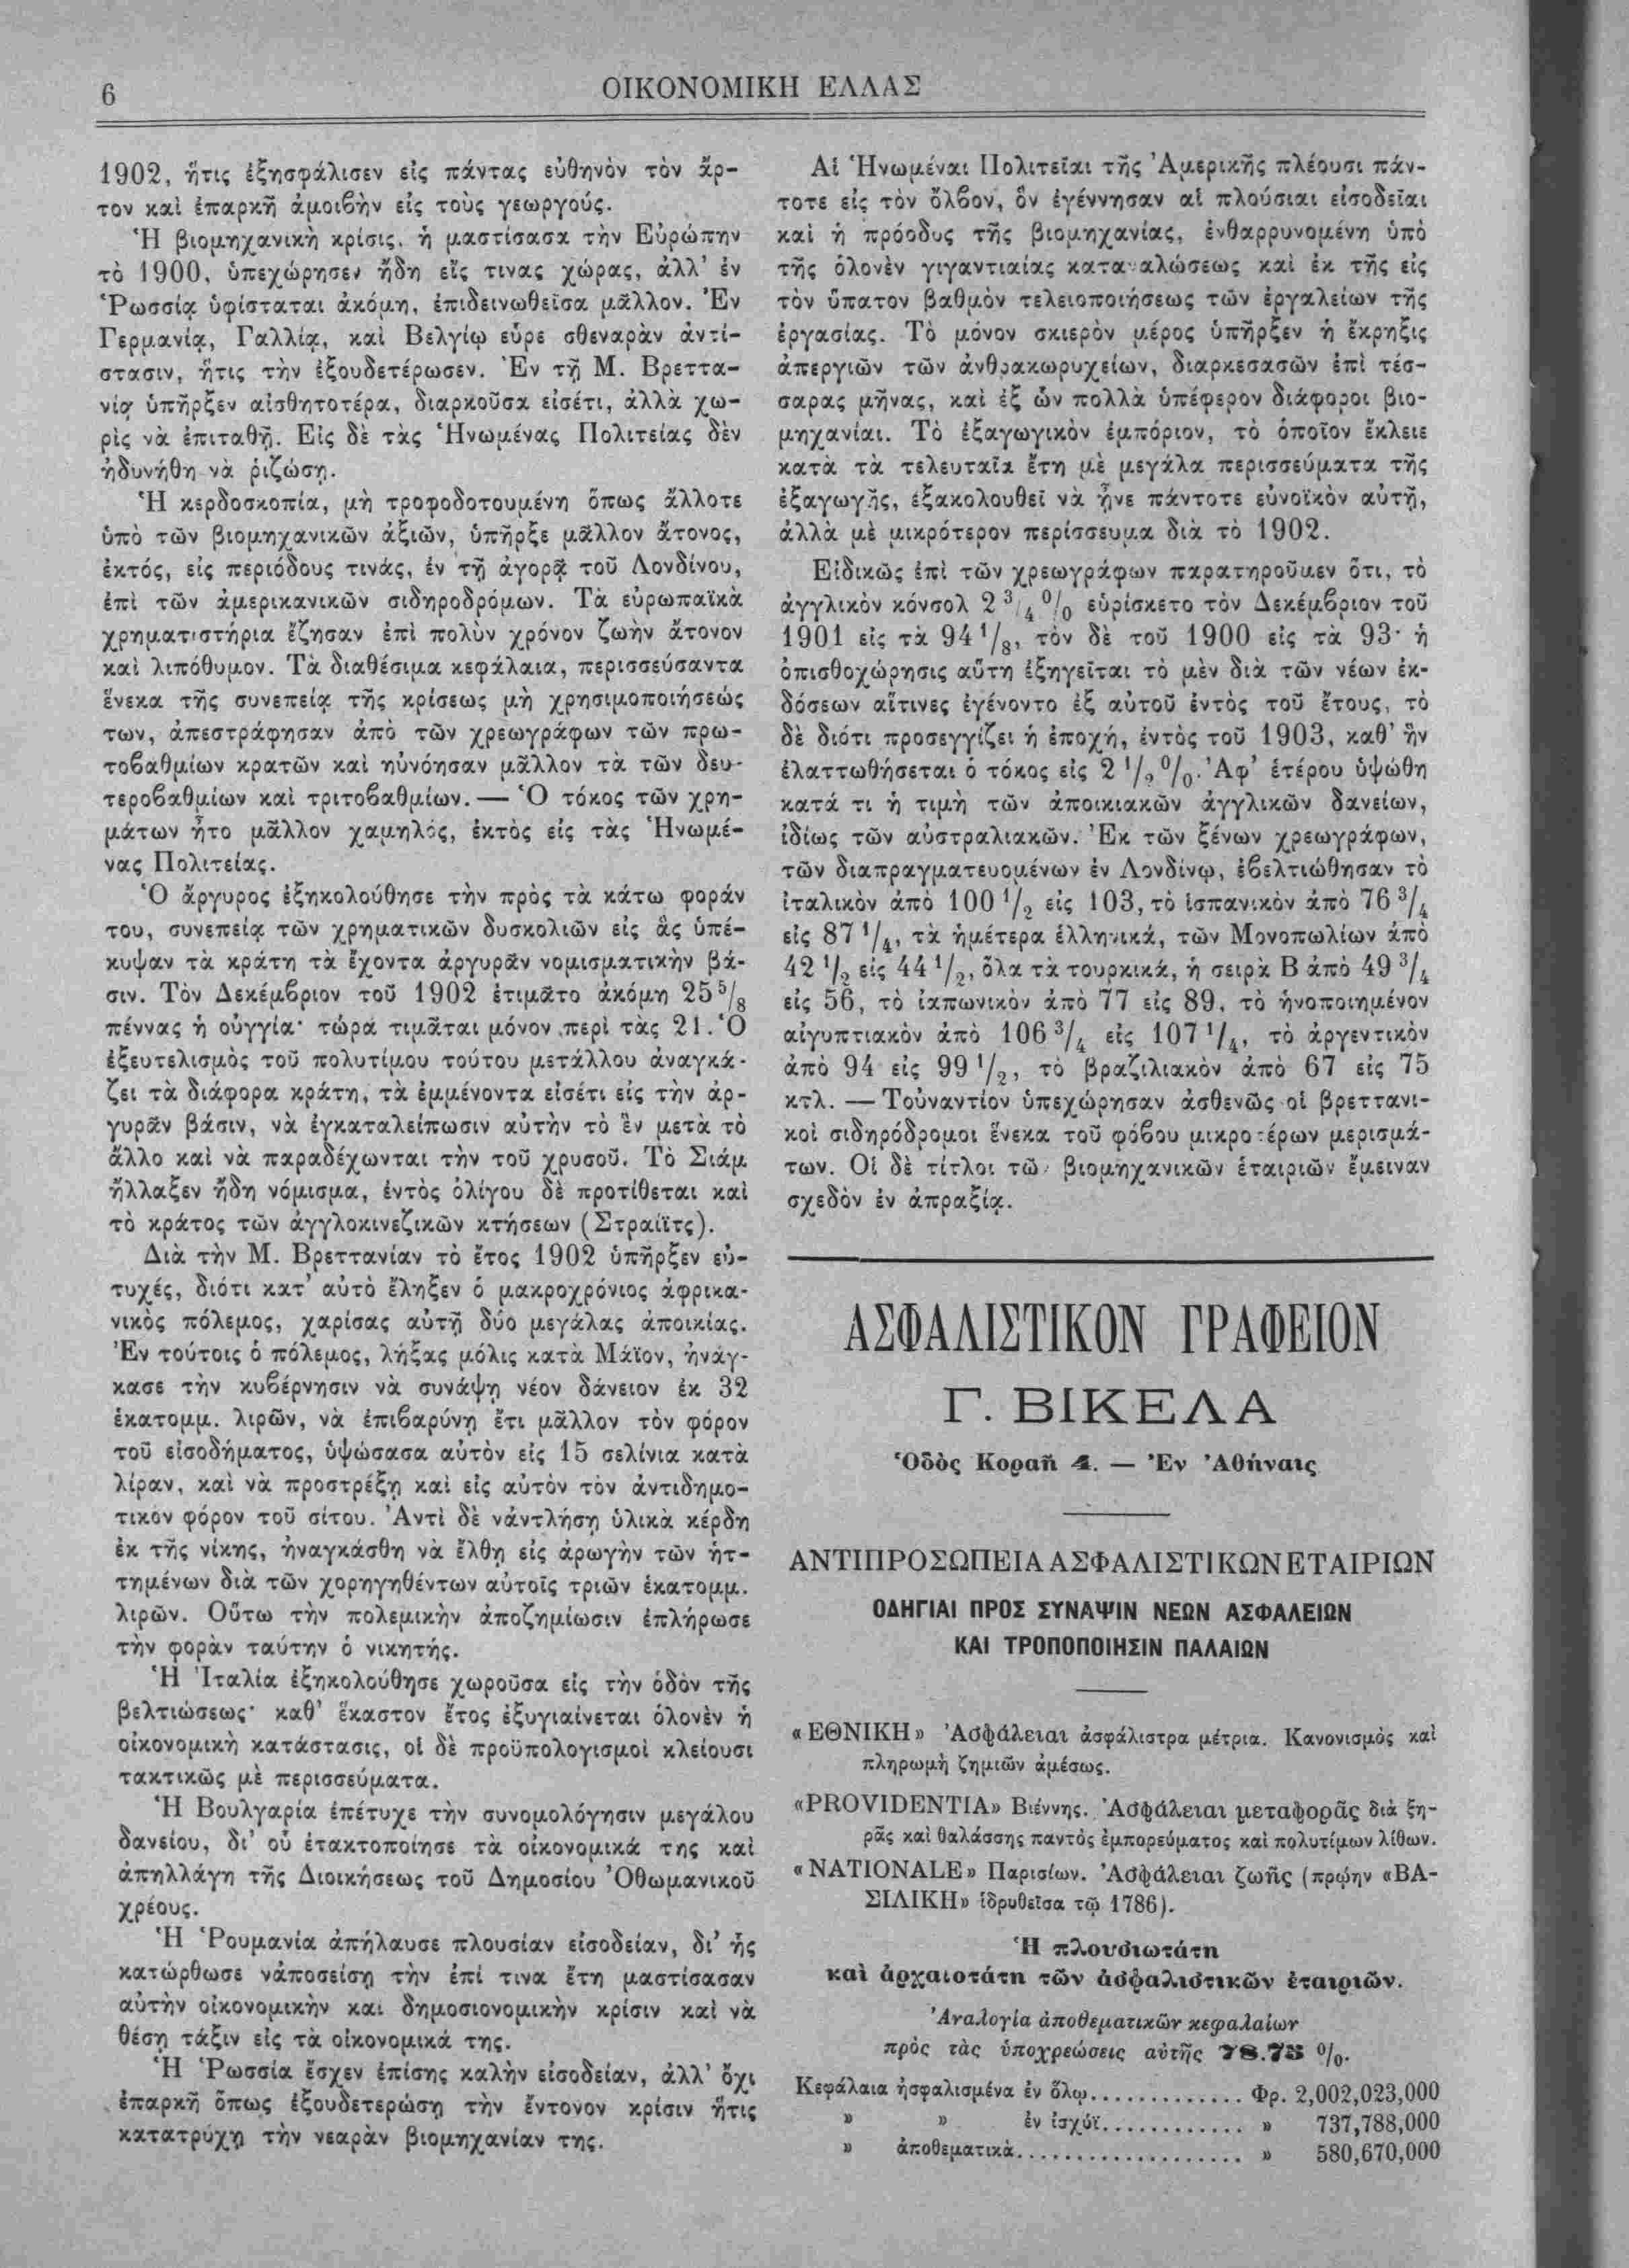 6
ΟΙΚΟΝΟΜΙΚΗ ΕΛΛΑΣ
1902, ἥτις ἐξησφάλισεν εἰς πάντας εὐθηνὸν τὸν ἄρ-
τον καὶ ἐπαρκῆ ἀμοιβὴν εἰς τοὺς γεωργούς.
Ἡ βιομηχανικὴ κρίσις, ἡ μαστίσασα τὴν Εὐρώπην
τὸ 1900, ὑπεχώρησεν ἤδη εἴς τινας χώρας, ἀλλ' ἐν
Ῥωσσίᾳ ὑφίσταται ἀκόμη, ἐπιδεινωθεῖσα μᾶλλον. Ἐν
Γερμανίᾳ, Γαλλίᾳ, καὶ Βελγίῳ εὗρε σθεναρὰν ἀντί-
στασιν, ἥτις τὴν ἐξουδετέρωσεν. Ἐν τῇ Μ. Βρεττα-
νίᾳ ὑπῆρξεν αἰσθητοτέρα, διαρκοῦσα εἰσέτι, ἀλλὰ χω-
ρὶς νὰ ἐπιταθῇ. Εἰς δὲ τὰς Ἡνωμένας Πολιτείας δὲν
ἠδυνήθη νὰ ῥιζώσῃ.
Ἡ κερδοσκοπία, μὴ τροφοδοτουμένη ὅπως ἄλλοτε
ὑπὸ τῶν βιομηχανικῶν ἀξιῶν, ὑπῆρξε μᾶλλον ἄτονος,
ἐκτός, εἰς περιόδους τινάς, ἐν τῇ ἀγορᾷ τοῦ Λονδίνου,
ἐπὶ τῶν ἀμερικανικῶν σιδηροδρόμων. Τὰ εὐρωπαϊκὰ
χρηματιστήρια ἔζησαν ἐπὶ πολὺν χρόνον ζωὴν ἄτονον
καὶ λιπόθυμον. Τὰ διαθέσιμα κεφάλαια, περισσεύσαντα
ἕνεκα τῆς συνεπείᾳ τῆς κρίσεως μὴ χρησιμοποιήσεώς
των, ἀπεστράφησαν ἀπὸ τῶν χρεωγράφων τῶν πρω-
τοβαθμίων κρατῶν καὶ ηὐνόησαν μᾶλλον τὰ τῶν δευ-
τεροβαθμίων καὶ τριτοβαθμίων. — Ὁ τόκος τῶν χρη-
μάτων ἦτο μᾶλλον χαμηλός, ἐκτὸς εἰς τὰς Ἡνωμέ-
νας Πολιτείας.
Ὁ ἄργυρος ἐξηκολούθησε τὴν πρὸς τὰ κάτω φοράν
του, συνεπείᾳ τῶν χρηματικῶν δυσκολιῶν εἰς ἃς ὑπέ-
κυψαν τὰ κράτη τὰ ἔχοντα ἀργυρᾶν νομισματικὴν βά-
σιν. Τὸν Δεκέμβριον τοῦ 1902 ἐτιμᾶτο ἀκόμη 25 5/8
πέννας ἡ οὐγγία· τώρα τιμᾶται μόνον περὶ τὰς 21. Ὁ
ἐξευτελισμὸς τοῦ πολυτίμου τούτου μετάλλου ἀναγκά-
ζει τὰ διάφορα κράτη, τὰ ἐμμένοντα εἰσέτι εἰς τὴν ἀρ-
γυρᾶν βάσιν, νὰ ἐγκαταλείπωσιν αὐτὴν τὸ ἓν μετὰ τὸ
ἄλλο καὶ νὰ παραδέχωνται τὴν τοῦ χρυσοῦ. Τὸ Σιάμ
ἤλλαξεν ἤδη νόμισμα, ἐντὸς ὀλίγου δὲ προτίθεται καὶ
τὸ κράτος τῶν ἀγγλοκινεζικῶν κτήσεων (Στραίϊτς).
Διὰ τὴν Μ. Βρεττανίαν τὸ ἔτος 1902 ὑπῆρξεν εὐ-
τυχές, διότι κατ' αὐτὸ ἔληξεν ὁ μακροχρόνιος ἀφρικα-
νικὸς πόλεμος, χαρίσας αὐτῇ δύο μεγάλας ἀποικίας.
Ἐν τούτοις ὁ πόλεμος, λήξας μόλις κατὰ Μάϊον, ἠνάγ-
κασε τὴν κυβέρνησιν νὰ συνάψῃ νέον δάνειον ἐκ 32
ἑκατομμ. λιρῶν, νὰ ἐπιβαρύνῃ ἔτι μᾶλλον τὸν φόρον
τοῦ εἰσοδήματος, ὑψώσασα αὐτὸν εἰς 15 σελίνια κατὰ
λίραν, καὶ νὰ προστρέξῃ καὶ εἰς αὐτὸν τὸν ἀντιδημο-
τικὸν φόρον τοῦ σίτου. Ἀντὶ δὲ νἀντλήσῃ ὑλικὰ κέρδη
ἐκ τῆς νίκης, ἠναγκάσθη νὰ ἔλθῃ εἰς ἀρωγὴν τῶν ἡτ-
τημένων διὰ τῶν χορηγηθέντων αὐτοῖς τριῶν ἑκατομμ.
λιρῶν. Οὕτω τὴν πολεμικὴν ἀποζημίωσιν ἐπλήρωσε
τὴν φορὰν ταύτην ὁ νικητής.
Ἡ Ἰταλία ἐξηκολούθησε χωροῦσα εἰς τὴν ὁδὸν τῆς
βελτιώσεως· καθ' ἕκαστον ἔτος ἐξυγιαίνεται ὁλονὲν ἡ
οἰκονομικὴ κατάστασις, οἱ δὲ προϋπολογισμοὶ κλείουσι
τακτικῶς μὲ περισσεύματα.
Ἡ Βουλγαρία ἐπέτυχε τὴν συνομολόγησιν μεγάλου
δανείου, δι' οὗ ἐτακτοποίησε τὰ οἰκονομικά της καὶ
ἀπηλλάγη τῆς Διοικήσεως τοῦ Δημοσίου Ὀθωμανικοῦ
χρέους.
Ἡ Ῥουμανία ἀπήλαυσε πλουσίαν εἰσοδείαν, δι' ἧς
κατώρθωσε νἀποσείσῃ τὴν ἐπί τινα ἔτη μαστίσασαν
αὐτὴν οἰκονομικὴν καὶ δημοσιονομικὴν κρίσιν καὶ νὰ
θέσῃ τάξιν εἰς τὰ οἰκονομικά της.
Ἡ Ῥωσσία ἔσχεν ἐπίσης καλὴν εἰσοδείαν, ἀλλ' ὄχι
ἐπαρκῆ ὅπως ἐξουδετερώσῃ τὴν ἔντονον κρίσιν ἥτις
κατατρύχῃ τὴν νεαρὰν βιομηχανίαν της.
Αἱ Ἡνωμέναι Πολιτεῖαι τῆς Ἀμερικῆς πλέουσι πάν-
τοτε εἰς τὸν ὄλβον, ὃν ἐγέννησαν αἱ πλούσιαι εἰσοδεῖαι
καὶ ἡ πρόοδος τῆς βιομηχανίας, ἐνθαρρυνομένη ὑπὸ
τῆς ὁλονὲν γιγαντιαίας καταναλώσεως καὶ ἐκ τῆς εἰς
τὸν ὕπατον βαθμὸν τελειοποιήσεως τῶν ἐργαλείων τῆς
ἐργασίας. Τὸ μόνον σκιερὸν μέρος ὑπῆρξεν ἡ ἔκρηξις
ἀπεργιῶν τῶν ἀνθρακωρυχείων, διαρκεσασῶν ἐπὶ τέσ-
σαρας μῆνας, καὶ ἐξ ὧν πολλὰ ὑπέφερον διάφοροι βιο-
μηχανίαι. Τὸ ἐξαγωγικὸν ἐμπόριον, τὸ ὁποῖον ἔκλειε
κατὰ τὰ τελευταῖα ἔτη μὲ μεγάλα περισσεύματα τῆς
ἐξαγωγῆς, ἐξακολουθεῖ νὰ ᾖνε πάντοτε εὐνοϊκὸν αὐτῇ,
ἀλλὰ μὲ μικρότερον περίσσευμα διὰ τὸ 1902.
Εἰδικῶς ἐπὶ τῶν χρεωγράφων παρατηροῦμεν ὅτι, τὸ
ἀγγλικὸν κόνσολ 2 3/4 0/0 εὑρίσκετο τὸν Δεκέμβριον τοῦ
1901 εἰς τὰ 94 1/8, τὸν δὲ τοῦ 1900 εἰς τὰ 93· ἡ
ὀπισθοχώρησις αὕτη ἐξηγεῖται τὸ μὲν διὰ τῶν νέων ἐκ-
δόσεων αἵτινες ἐγένοντο ἐξ αὐτοῦ ἐντὸς τοῦ ἔτους, τὸ
δὲ διότι προσεγγίζει ἡ ἐποχή, ἐντὸς τοῦ 1903, καθ' ἣν
ἐλαττωθήσεται ὁ τόκος εἰς 2 1/2 0/0. Ἀφ' ἑτέρου ὑψώθη
κατά τι ἡ τιμὴ τῶν ἀποικιακῶν ἀγγλικῶν δανείων,
ἰδίως τῶν αὐστραλιακῶν. Ἐκ τῶν ξένων χρεωγράφων,
τῶν διαπραγματευομένων ἐν Λονδίνῳ, ἐβελτιώθησαν τὸ
ἰταλικὸν ἀπὸ 100 1/2 εἰς 103, τὸ ἱσπανικὸν ἀπὸ 76 3/4
εἰς 87 1/4, τὰ ἡμέτερα ἑλληνικά, τῶν Μονοπωλίων ἀπὸ
42 1/2 εἰς 44 1/2, ὅλα τὰ τουρκικά, ἡ σειρὰ Β ἀπὸ 49 3/4
εἰς 56, τὸ ἰαπωνικὸν ἀπὸ 77 εἰς 89, τὸ ἡνοποιημένον
αἰγυπτιακὸν ἀπὸ 106 3/4 εἰς 107 1/4, τὸ ἀργεντικὸν
ἀπὸ 94 εἰς 99 1/2, τὸ βραζιλιακὸν ἀπὸ 67 εἰς 75
κτλ. — Τοὐναντίον ὑπεχώρησαν ἀσθενῶς οἱ βρεττανι-
κοὶ σιδηρόδρομοι ἕνεκα τοῦ φόβου μικροτέρων μερισμά-
των. Οἱ δὲ τίτλοι τῶν βιομηχανικῶν ἑταιριῶν ἔμειναν
σχεδὸν ἐν ἀπραξίᾳ.
ΑΣΦΑΛΙΣΤΙΚΟΝ ΓΡΑΦΕΙΟΝ
Γ. ΒΙΚΕΛΑ
Ὁδὸς Κοραῆ 4. — Ἐν Ἀθήναις
ΑΝΤΙΠΡΟΣΩΠΕΙΑ ΑΣΦΑΛΙΣΤΙΚΩΝ ΕΤΑΙΡΙΩΝ
ΟΔΗΓΙΑΙ ΠΡΟΣ ΣΥΝΑΨΙΝ ΝΕΩΝ ΑΣΦΑΛΕΙΩΝ
ΚΑΙ ΤΡΟΠΟΠΟΙΗΣΙΝ ΠΑΛΑΙΩΝ
«ΕΘΝΙΚΗ» Ἀσφάλειαι ἀσφάλιστρα μέτρια. Κανονισμὸς καὶ
πληρωμὴ ζημιῶν ἀμέσως.
«PROVIDENTIA» Βιέννης. Ἀσφάλειαι μεταφορᾶς διὰ ξη-
ρᾶς καὶ θαλάσσης παντὸς ἐμπορεύματος καὶ πολυτίμων λίθων.
«NATIONALE» Παρισίων. Ἀσφάλειαι ζωῆς (πρῴην «ΒΑ-
ΣΙΛΙΚΗ» ἱδρυθεῖσα τῷ 1786).
Ἡ πλουσιωτάτη
καὶ ἀρχαιοτάτη τῶν ἀσφαλιστικῶν ἑταιριῶν.
Ἀναλογία ἀποθεματικῶν κεφαλαίων
πρὸς τὰς ὑποχρεώσεις αὐτῆς 78.75 0/0.
Κεφάλαια ἠσφαλισμένα ἐν ὅλῳ............. Φρ. 2,002,023,000
» » ἐν ἰσχύϊ............ » 737,788,000
» ἀποθεματικὰ................... » 580,670,000